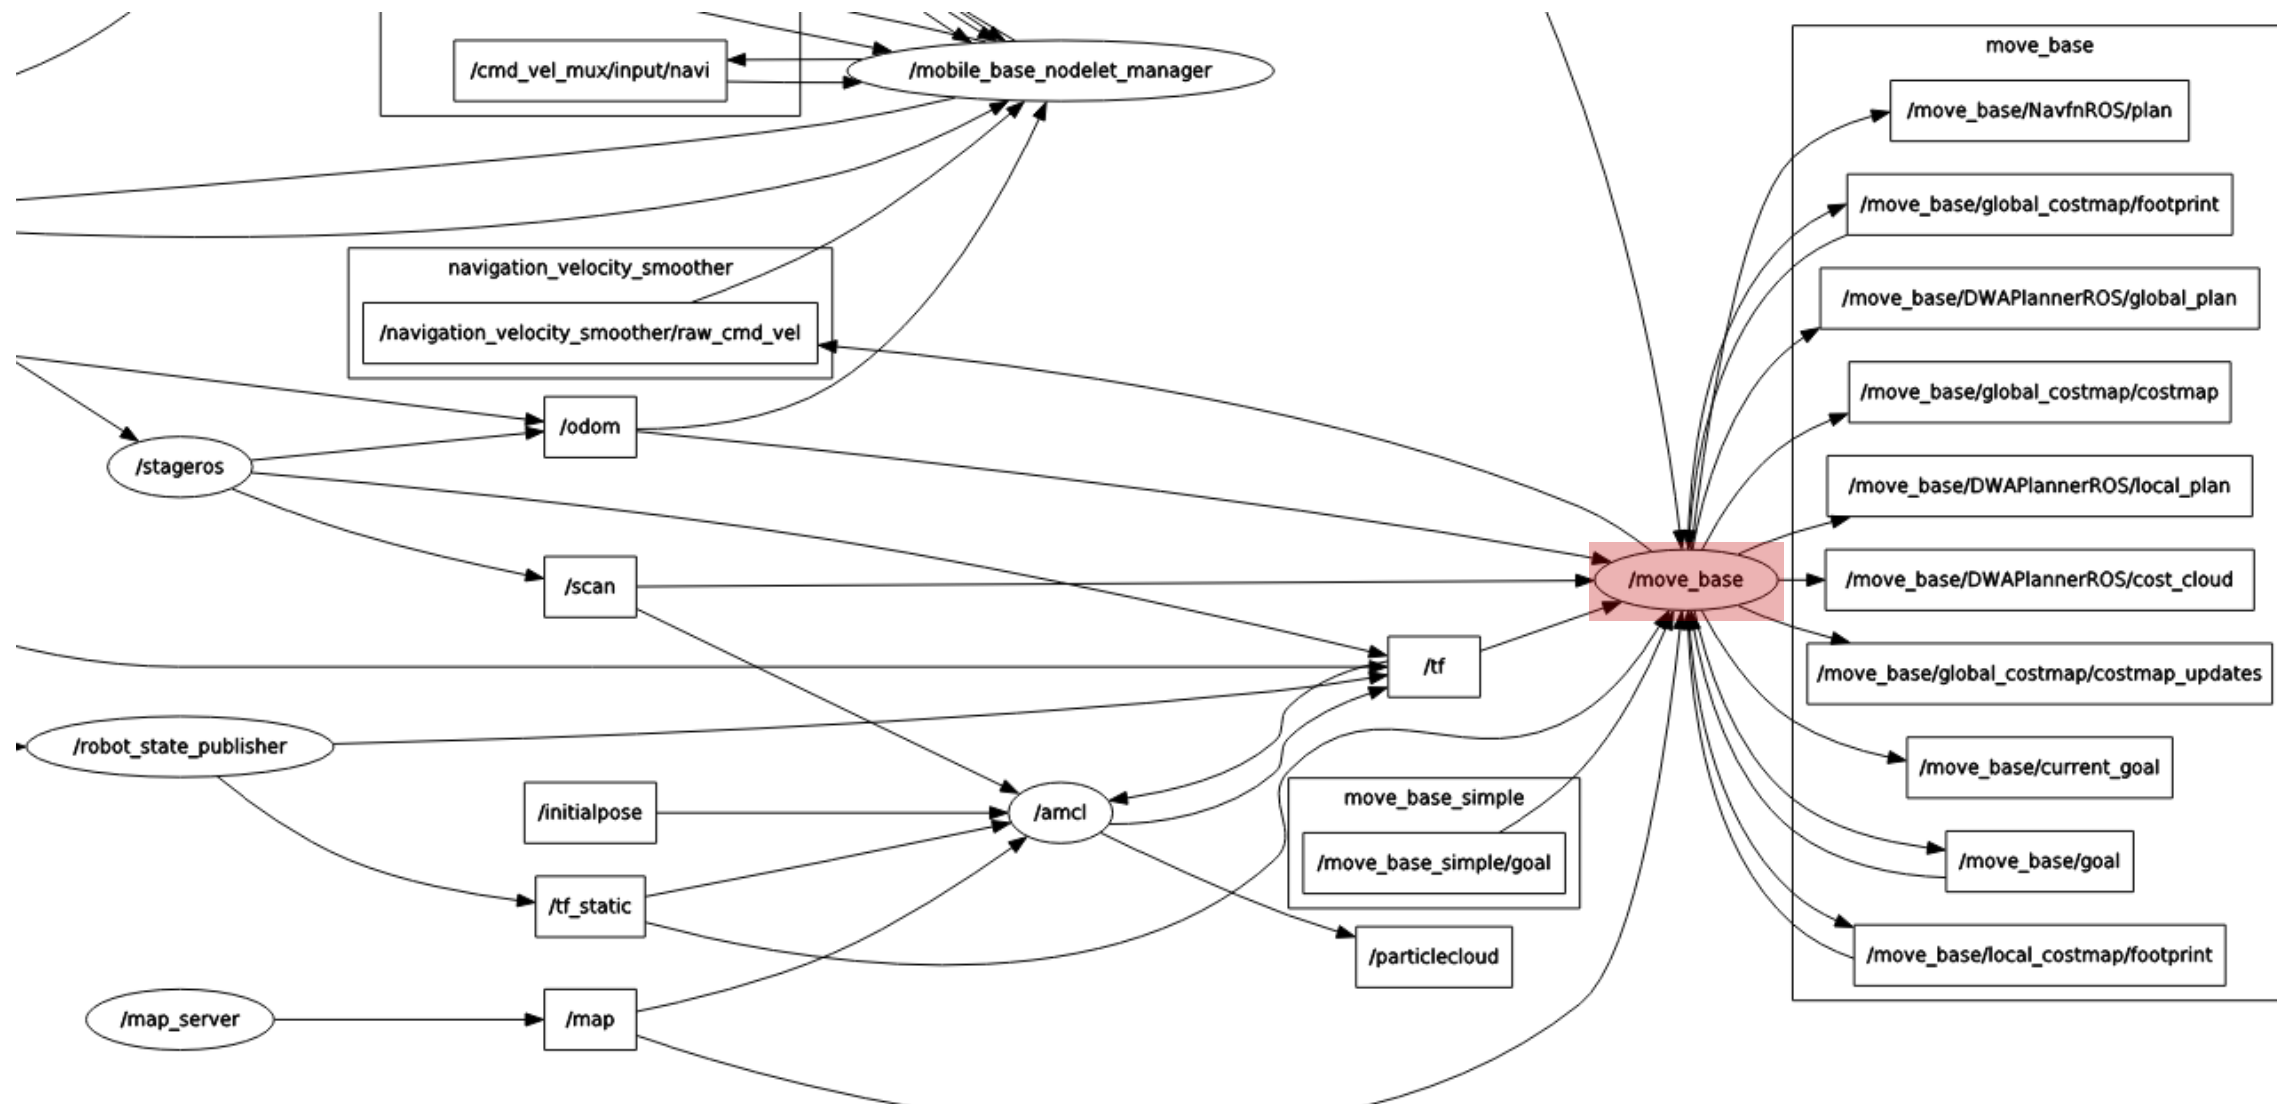 move_base
/cmd_vel_mux/input/navi
/mobile_base_nodelet_manager
/move_base/NavfnROS/plan
/move_base/global_costmap/footprint
navigation_velocity_smoother
/move_base/DWAPlannerROS/global_plan
/navigation_velocity_smoother/raw_cmd_vel
/move_base/global_costmap/costmap
/odom
/stageros
/move_base/DWAPlannerROS/local_plan
/scan
/move_base
/move_base/DWAPlannerROS/cost_cloud
/tf
/move_base/global_costmap/costmap_updates
/robot_state_publisher
/move_base/current_goal
/initialpose
/amcl
move_base_simple
/move_base_simple/goal
/move_base/goal
/tf_static
/particlecloud
/move_base/local_costmap/footprint
/map_server
/map